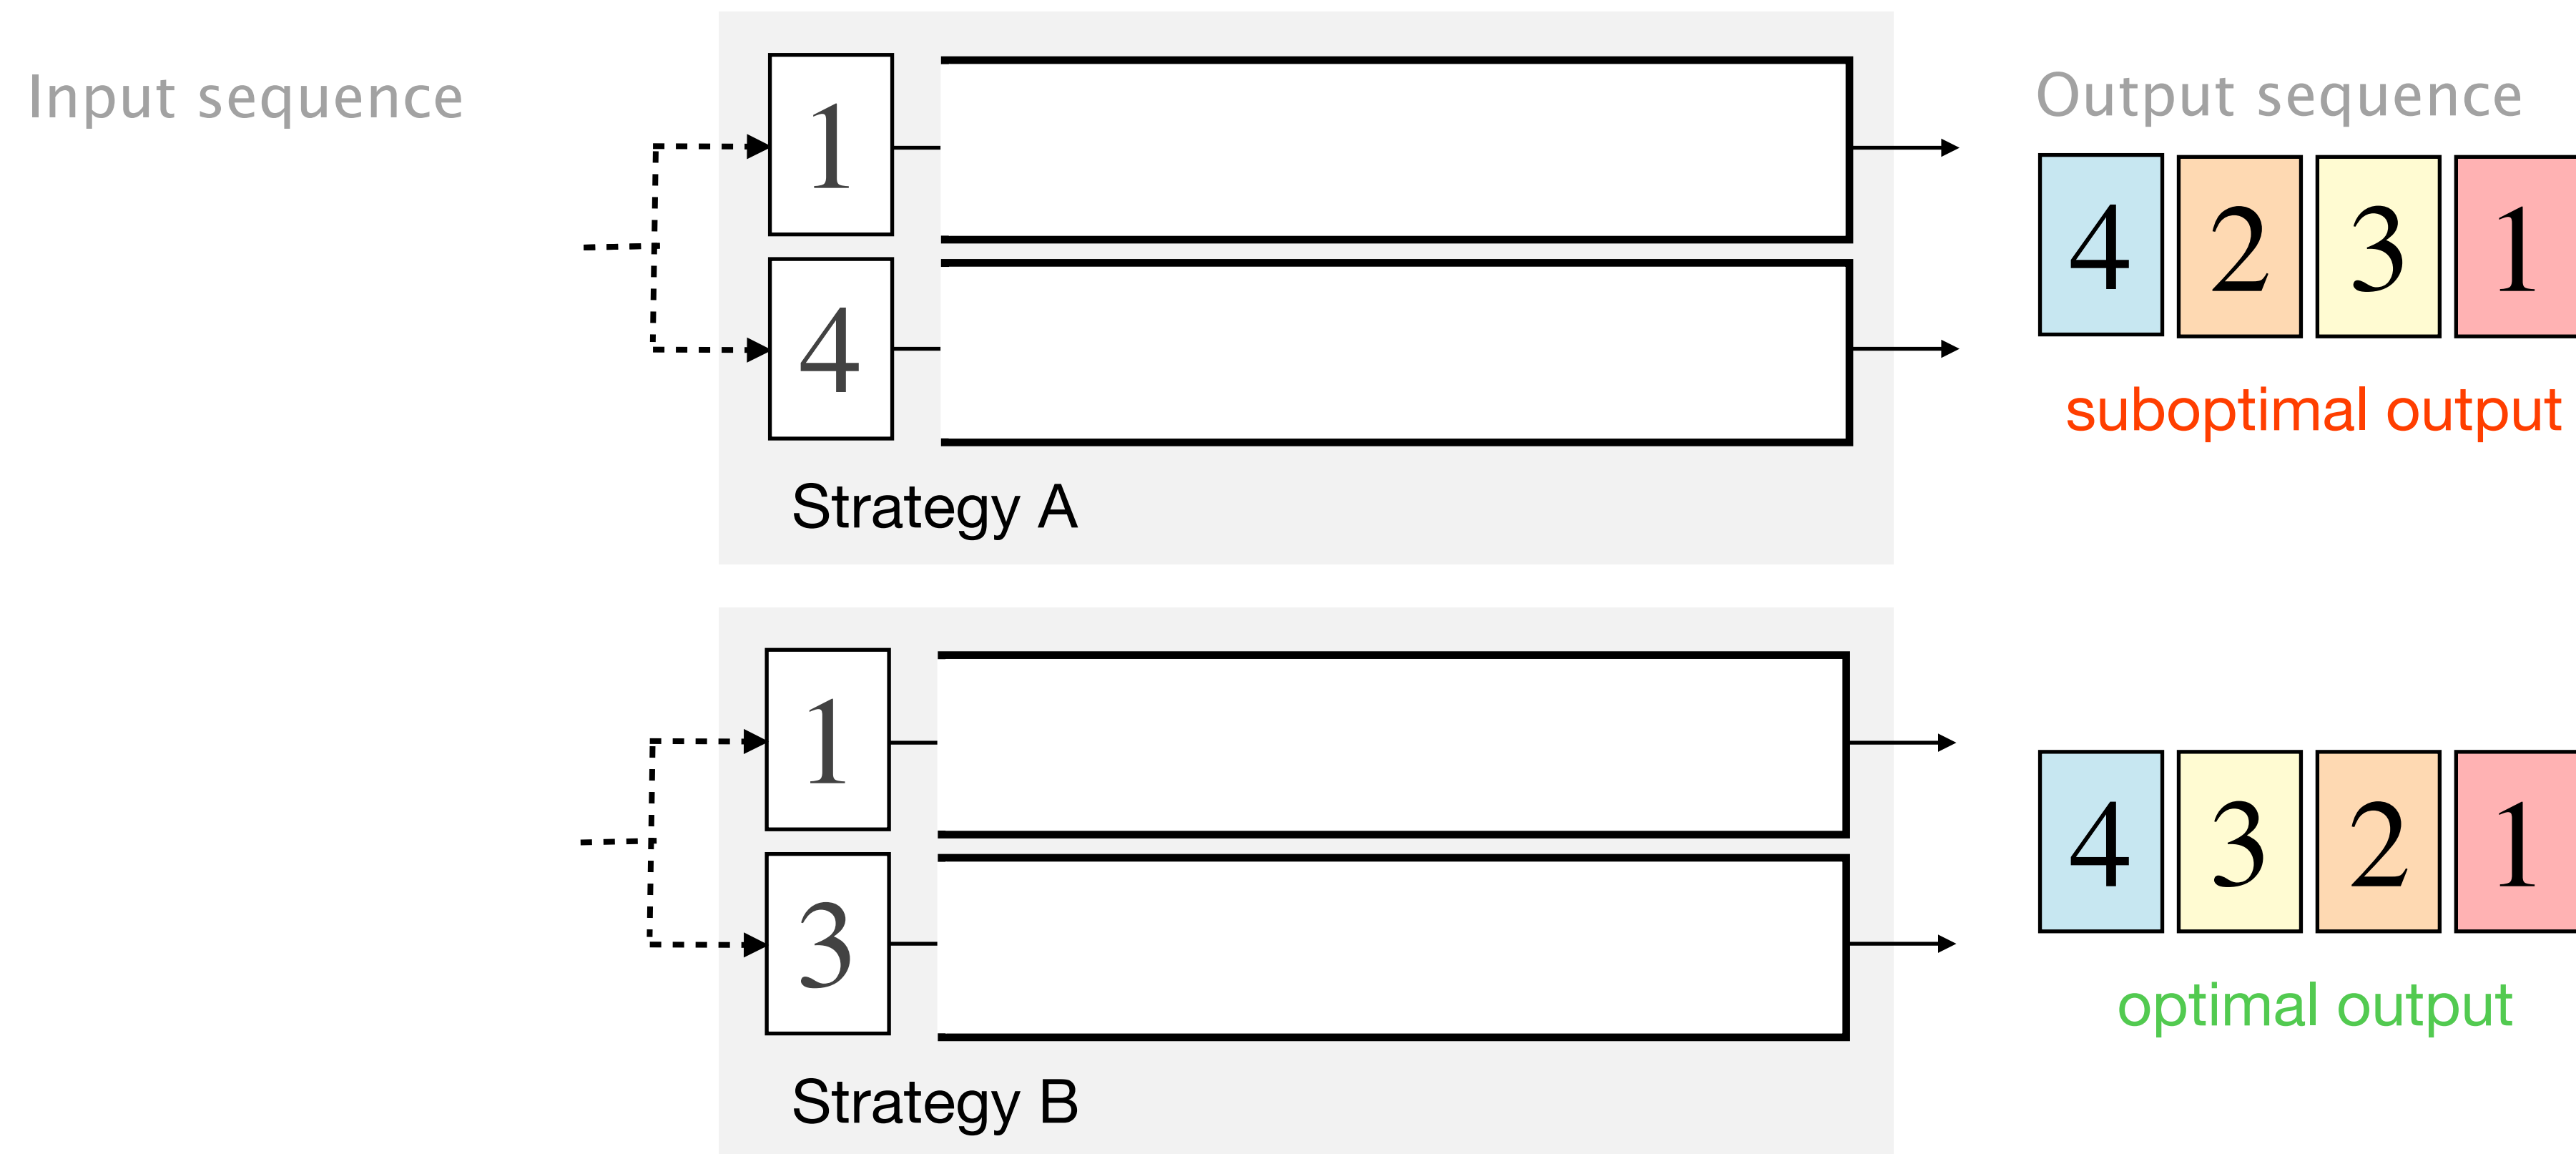 Input sequence
1
4
Strategy A
Output sequence
4 2 3 1
suboptimal output
1
3
Strategy B
4 3 2 1
optimal output